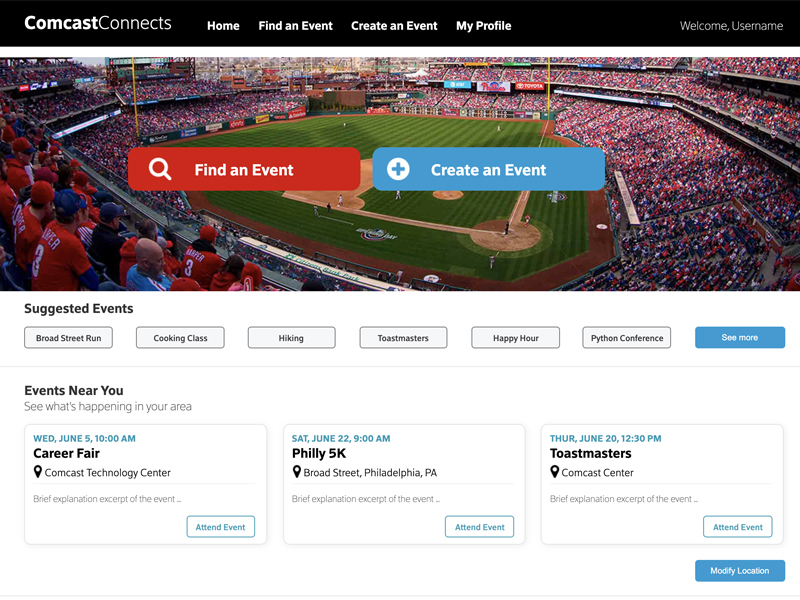 ComcastConnects
Home Find an Event Create an Event My Profile
Welcome, Username
TOYOTA
HARPER
3
HARPER
3
Find an Event
Create an Event
Suggested Events
Broad Street Run
Cooking Class
Hiking
Toastmasters
Happy Hour
Python Conference
See more
Events Near You
See what's happening in your area
WED, JUNE 5, 10:00 AM
Career Fair
Comcast Technology Center
Brief explanation excerpt of the event ...
Attend Event
SAT, JUNE 22, 9:00 AM
Philly 5K
Broad Street, Philadelphia, PA
Brief explanation excerpt of the event ...
Attend Event
THUR, JUNE 20, 12:30 PM
Toastmasters
Comcast Center
Brief explanation excerpt of the event ...
Attend Event
Modify Location